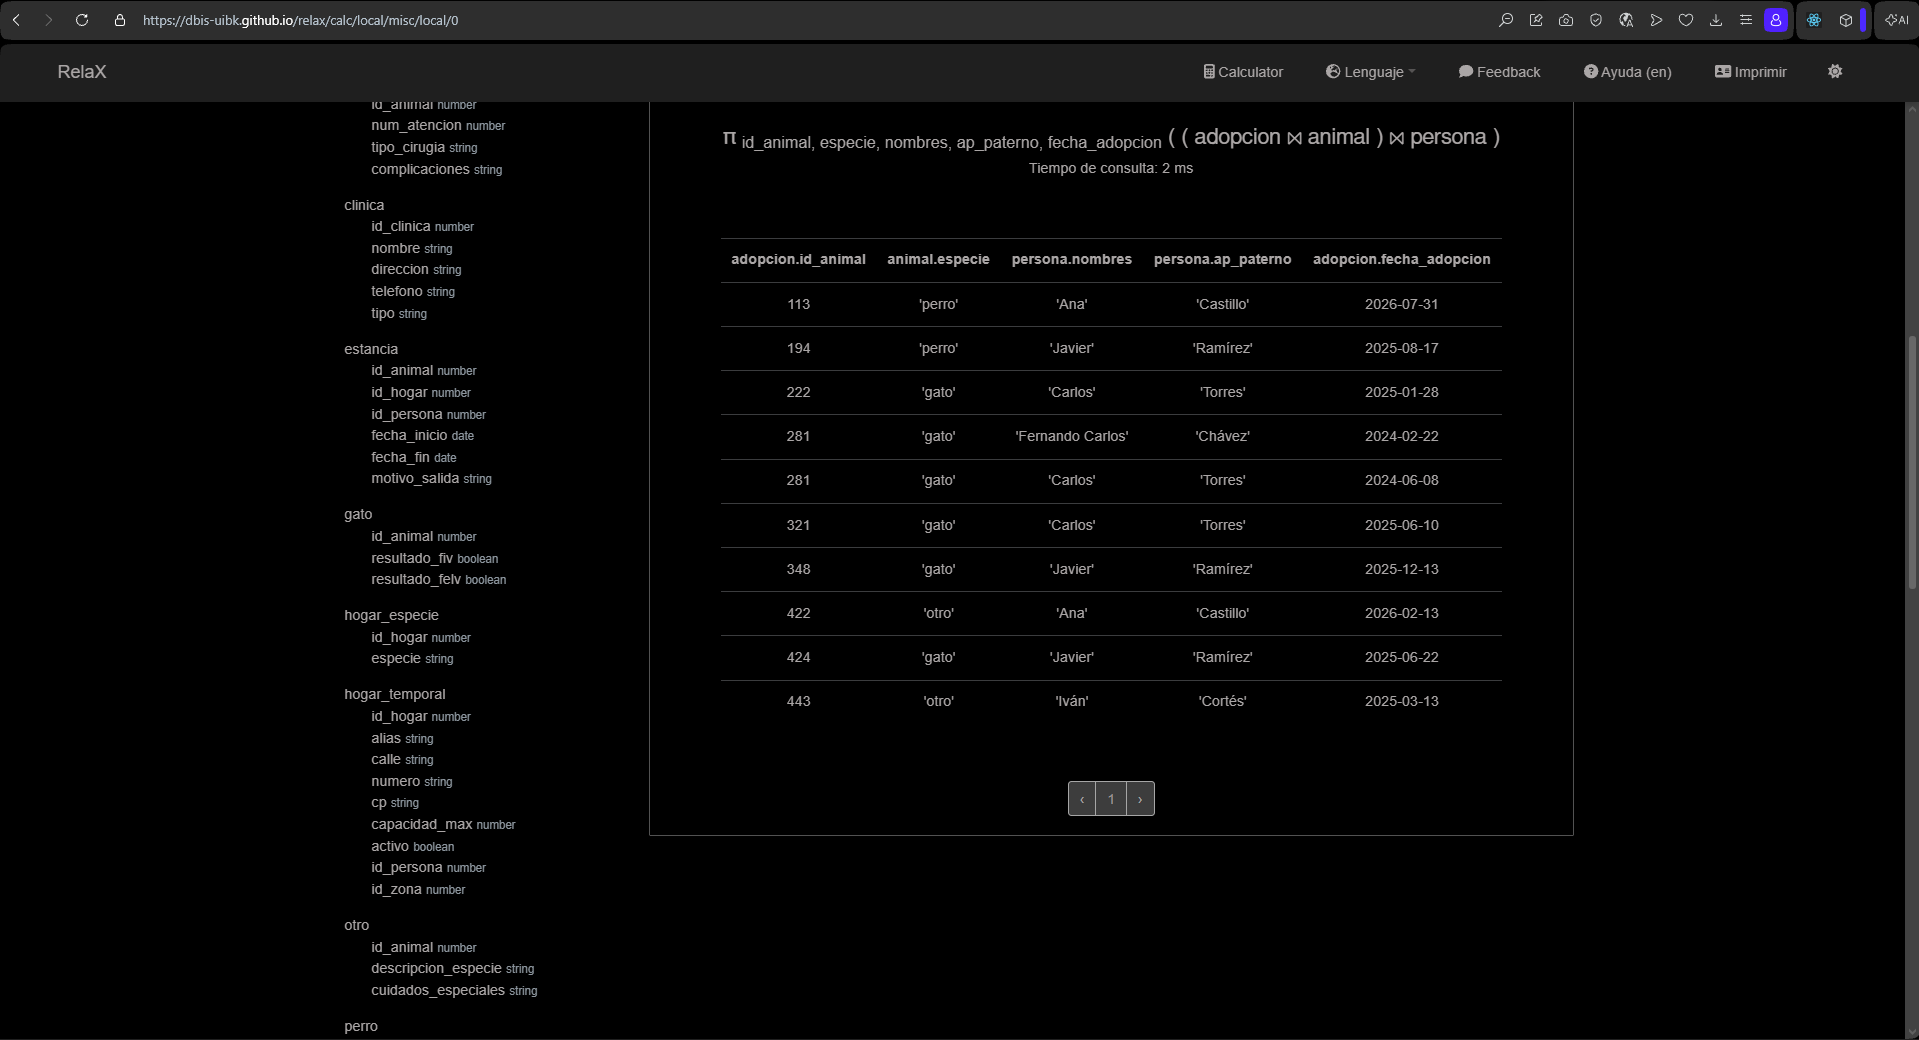 https://dbis-uibk.github.io/relax/calc/local/misc/local/0
AI
RelaX
Calculator
Lenguaje
Feedback
Ayuda (en)
Imprimir
id_animal number
num_atencion number
tipo_cirugia string
complicaciones string
clinica
id_clinica number
nombre string
direccion string
telefono string
tipo string
estancia
id_animal number
id_hogar number
id_persona number
fecha_inicio date
fecha_fin date
motivo_salida string
gato
id_animal number
resultado_fiv boolean
resultado_felv boolean
hogar_especie
id_hogar number
especie string
hogar_temporal
id_hogar number
alias string
calle string
numero string
cp string
capacidad_max number
activo boolean
id_persona number
id_zona number
otro
id_animal number
descripcion_especie string
cuidados_especiales string
perro
π id_animal, especie, nombres, ap_paterno, fecha_adopcion ( ( adopcion ⋈ animal ) ⋈ persona )
Tiempo de consulta: 2 ms
adopcion.id_animal animal.especie persona.nombres persona.ap_paterno adopcion.fecha_adopcion
113 'perro' 'Ana' 'Castillo' 2026-07-31
194 'perro' 'Javier' 'Ramírez' 2025-08-17
222 'gato' 'Carlos' 'Torres' 2025-01-28
281 'gato' 'Fernando Carlos' 'Chávez' 2024-02-22
281 'gato' 'Carlos' 'Torres' 2024-06-08
321 'gato' 'Carlos' 'Torres' 2025-06-10
348 'gato' 'Javier' 'Ramírez' 2025-12-13
422 'otro' 'Ana' 'Castillo' 2026-02-13
424 'gato' 'Javier' 'Ramírez' 2025-06-22
443 'otro' 'Iván' 'Cortés' 2025-03-13
‹ 1 ›